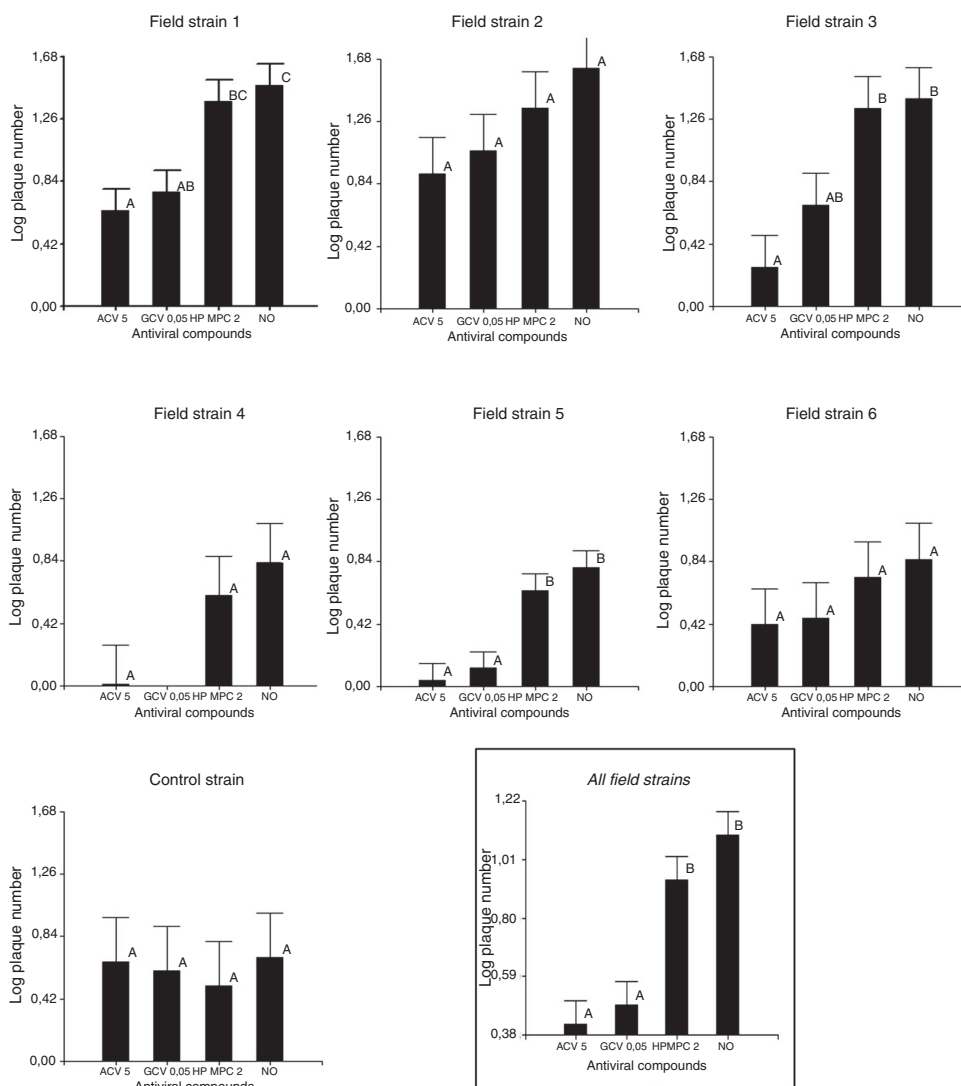 Field strain 1
Log plaque number
1,68
1,26
0,84
0,42
0,00
A
AB
BC
C
ACV 5 GCV 0,05 HP MPC 2 NO
Antiviral compounds
Field strain 2
Log plaque number
1,68
1,26
0,84
0,42
0,00
A
A
A
A
ACV 5 GCV 0,05 HP MPC 2 NO
Antiviral compounds
Field strain 3
Log plaque number
1,68
1,26
0,84
0,42
0,00
A
AB
B
B
ACV 5 GCV 0,05 HP MPC 2 NO
Antiviral compounds
Field strain 4
Log plaque number
1,68
1,26
0,84
0,42
0,00
A
A
A
ACV 5 GCV 0,05 HP MPC 2 NO
Antiviral compounds
Field strain 5
Log plaque number
1,68
1,26
0,84
0,42
0,00
A
A
B
B
ACV 5 GCV 0,05 HP MPC 2 NO
Antiviral compounds
Field strain 6
Log plaque number
1,68
1,26
0,84
0,42
0,00
A
A
A
A
ACV 5 GCV 0,05 HP MPC 2 NO
Antiviral compounds
Control strain
Log plaque number
1,68
1,26
0,84
0,42
0,00
A
A
A
A
ACV 5 GCV 0,05 HP MPC 2 NO
Antiviral compounds
All field strains
Log plaque number
1,22
1,01
0,80
0,59
0,38
A
A
B
B
ACV 5 GCV 0,05 HPMPC 2 NO
Antiviral compounds